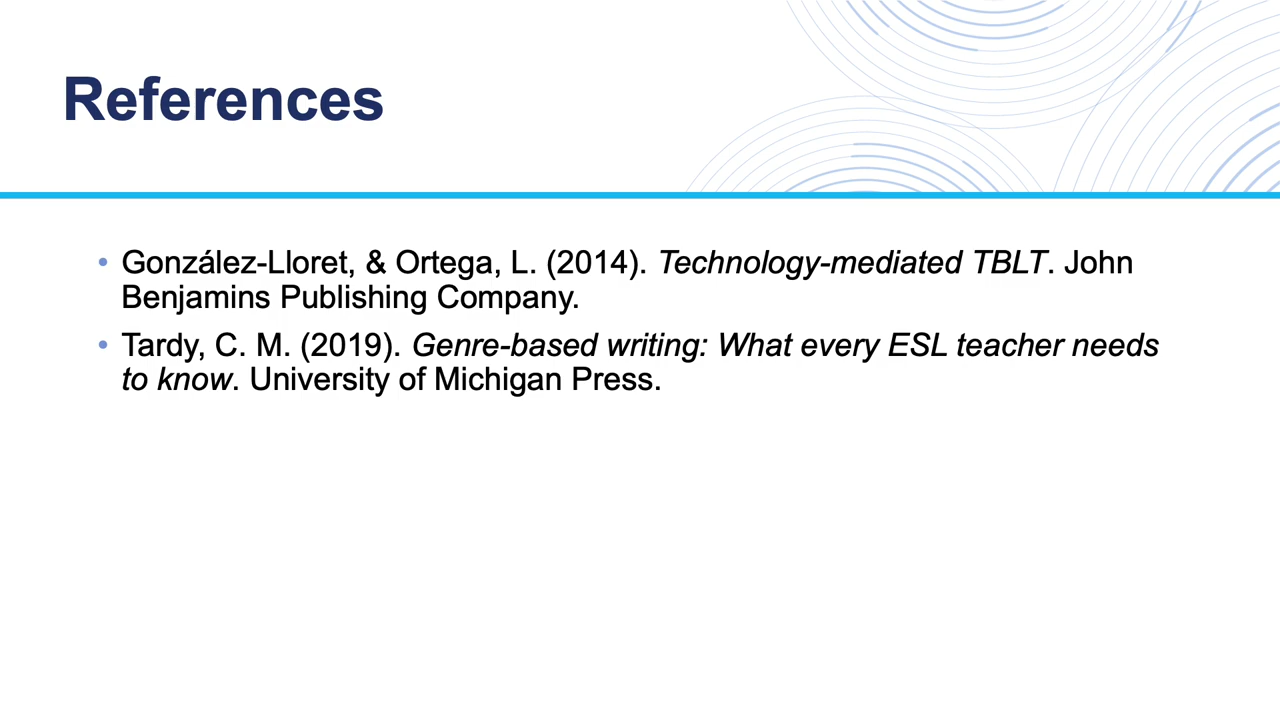 References
• González-Lloret, & Ortega, L. (2014). Technology-mediated TBLT. John
Benjamins Publishing Company.
• Tardy, C. M. (2019). Genre-based writing: What every ESL teacher needs
to know. University of Michigan Press.